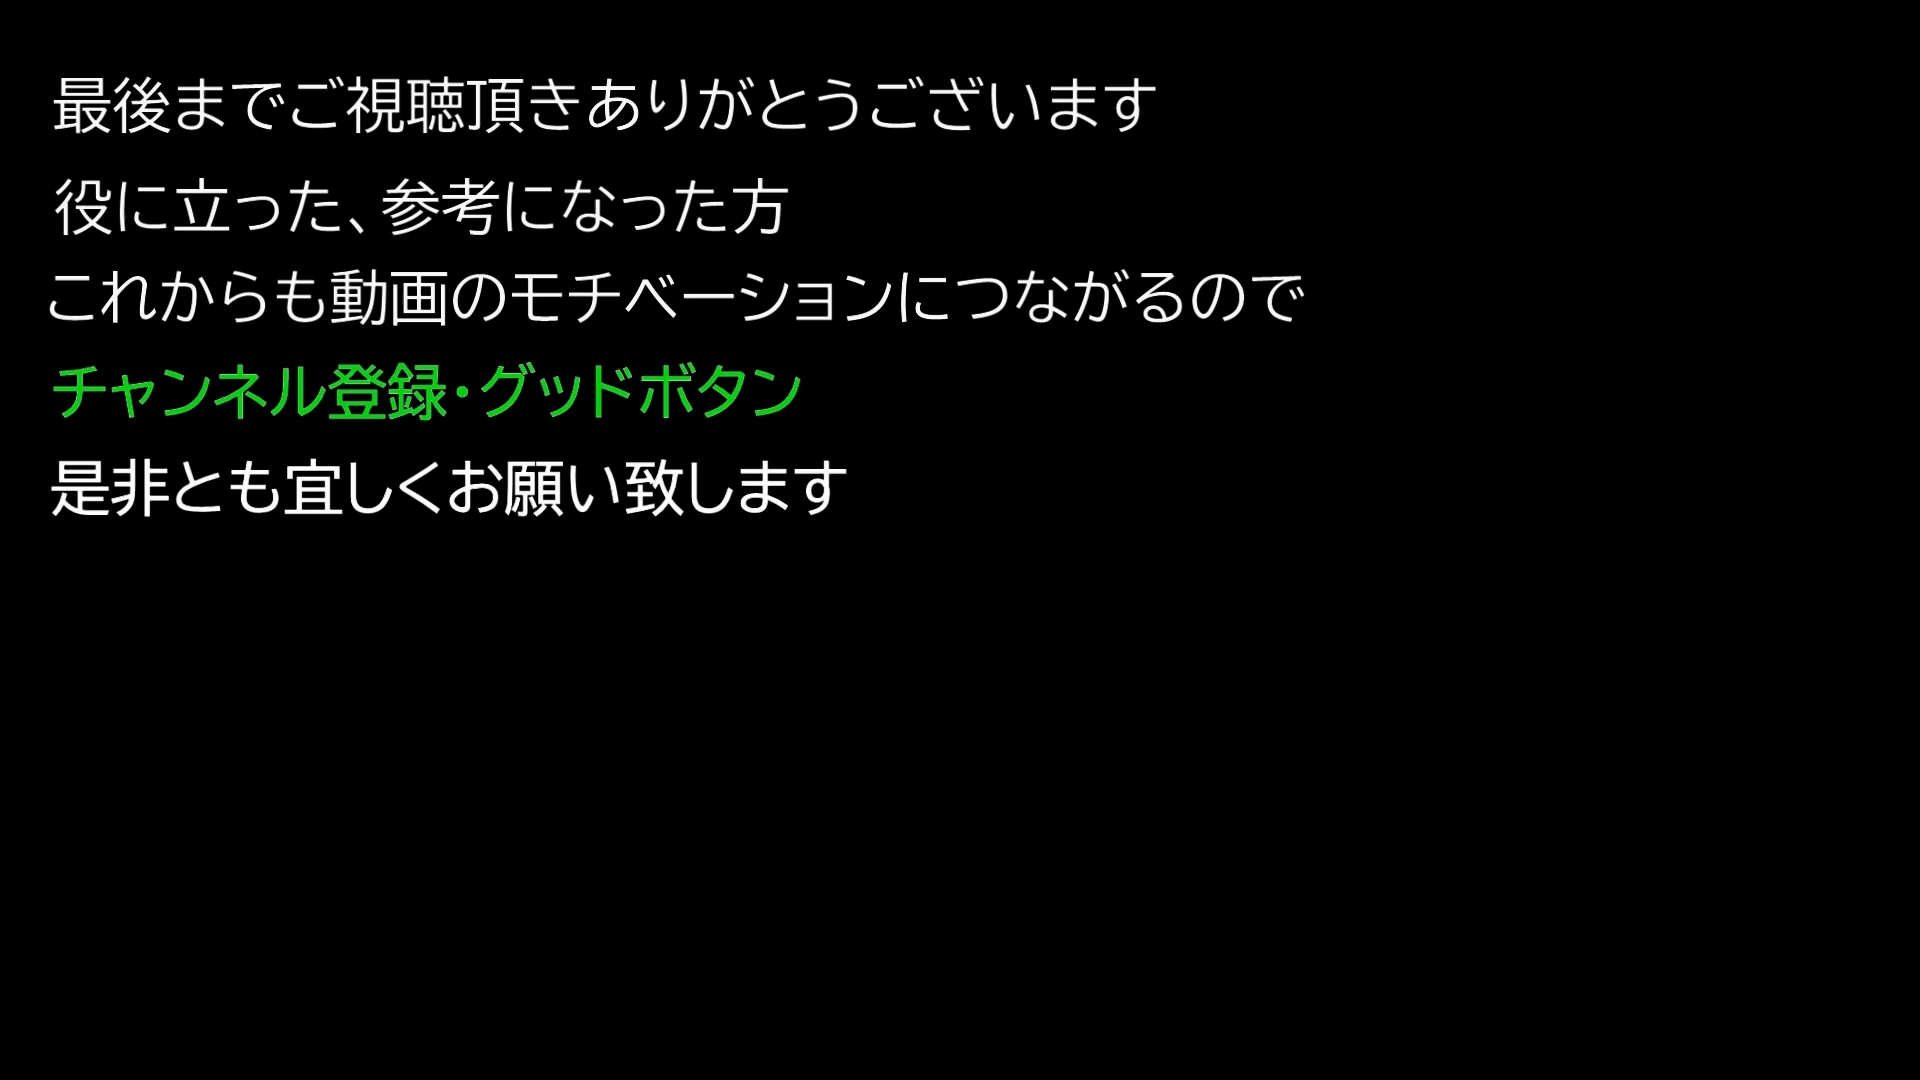 最後までご視聴頂きありがとうございます
役に立った、参考になった方
これからも動画のモチベーションにつながるので
チャンネル登録・グッドボタン
是非とも宜しくお願い致します